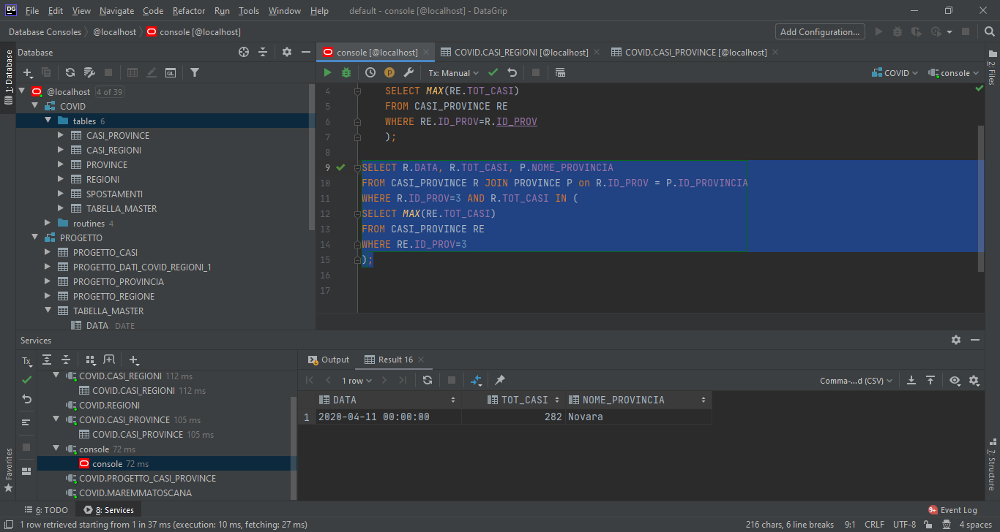 DG File Edit View Navigate Code Refactor Run Tools Window Help default - console [@localhost] - DataGrip
Database Consoles @localhost console [@localhost] Add Configuration...
1: Database
Database
console [@localhost] COVID.CASI_REGIONI [@localhost] COVID.CASI_PROVINCE [@localhost]
2: Files
QL
P Tx: Manual COVID console
@localhost 4 of 39
COVID
tables 6
CASI_PROVINCE
CASI_REGIONI
PROVINCE
REGIONI
SPOSTAMENTI
TABELLA_MASTER
routines 4
PROGETTO
PROGETTO_CASI
PROGETTO_DATI_COVID_REGIONI_1
PROGETTO_PROVINCIA
PROGETTO_REGIONE
TABELLA_MASTER
DATA DATE
4 SELECT MAX(RE.TOT_CASI)
5 FROM CASI_PROVINCE RE
6 WHERE RE.ID_PROV=R.ID_PROV
7 );
8
9 SELECT R.DATA, R.TOT_CASI, P.NOME_PROVINCIA
10 FROM CASI_PROVINCE R JOIN PROVINCE P on R.ID_PROV = P.ID_PROVINCIA
11 WHERE R.ID_PROV=3 AND R.TOT_CASI IN (
12 SELECT MAX(RE.TOT_CASI)
13 FROM CASI_PROVINCE RE
14 WHERE RE.ID_PROV=3
15 );
16
17
Services
Tx
COVID.CASI_REGIONI 112 ms
COVID.CASI_REGIONI 112 ms
COVID.REGIONI
COVID.CASI_PROVINCE 105 ms
COVID.CASI_PROVINCE 105 ms
console 72 ms
console 72 ms
COVID.PROGETTO_CASI_PROVINCE
COVID.MAREMMATOSCANA
Output Result 16
1 row Comma-...d (CSV)
DATA TOT_CASI NOME_PROVINCIA
1 2020-04-11 00:00:00 282 Novara
Favorites
7: Structure
6: TODO 8: Services 9+ Event Log
1 row retrieved starting from 1 in 37 ms (execution: 10 ms, fetching: 27 ms) 216 chars, 6 line breaks 9:1 CRLF UTF-8 4 spaces